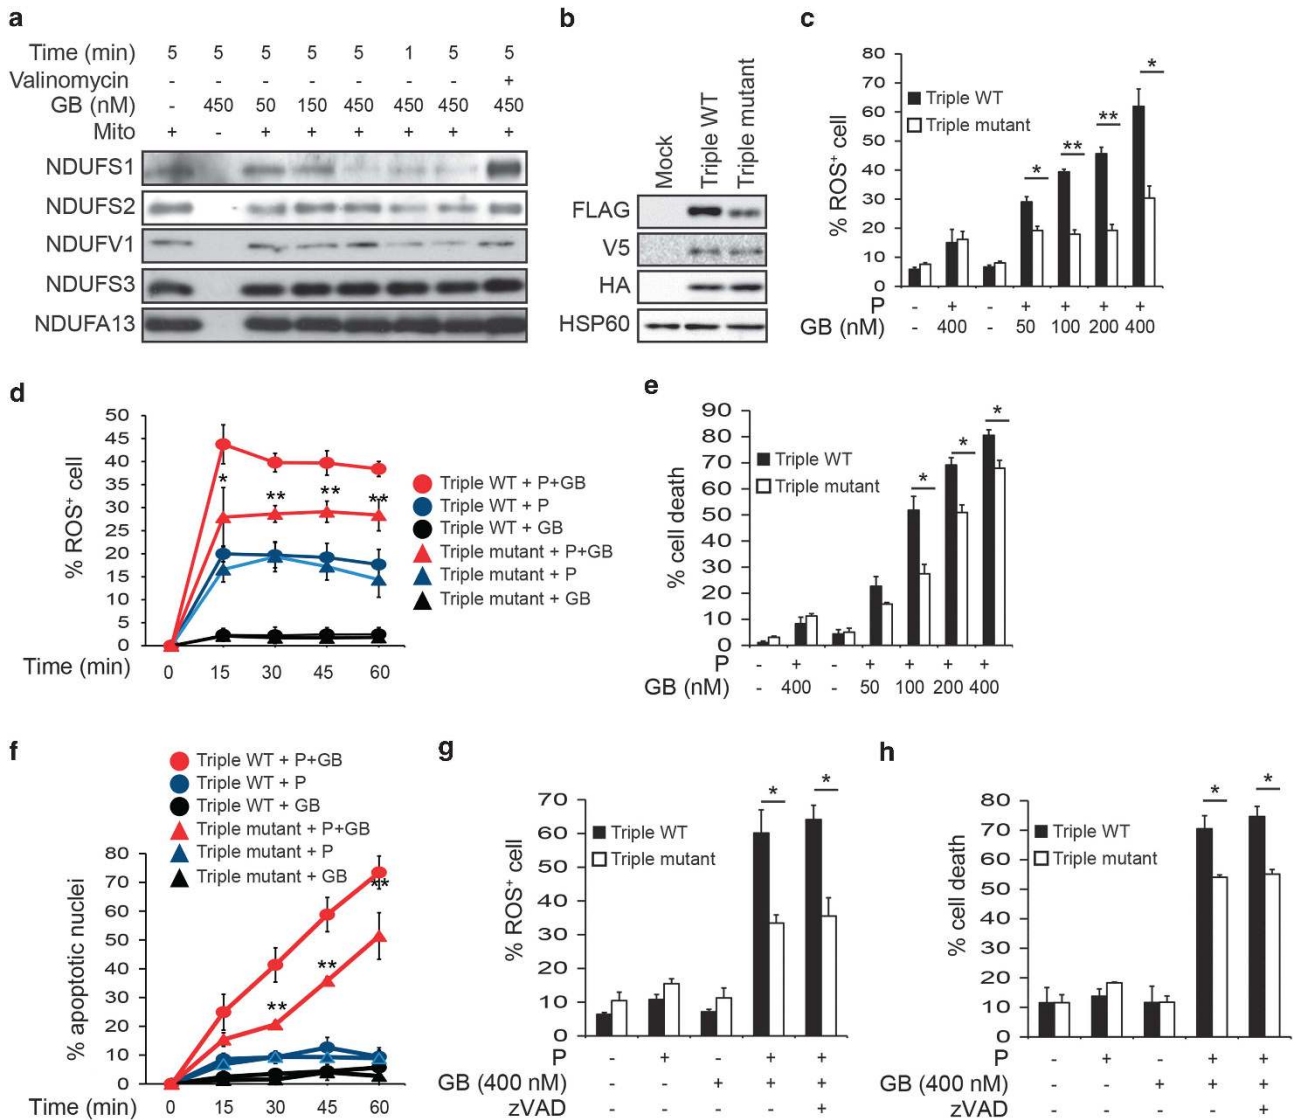 a
Time (min) 5 5 5 5 5 1 5 5
Valinomycin - - - - - - - +
GB (nM) - 450 50 150 450 450 450 450
Mito + - + + + + + +
NDUFS1
NDUFS2
NDUFV1
NDUFS3
NDUFA13
b
Mock Triple WT Triple mutant
FLAG
V5
HA
HSP60
c
% ROS+ cell
80
70
60
50
40
30
20
10
0
Triple WT
Triple mutant
* ** ** *
P - + - + + + +
GB (nM) - 400 - 50 100 200 400
d
% ROS+ cell
50
45
40
35
30
25
20
15
10
5
0
* ** ** **
Time (min) 0 15 30 45 60
Triple WT + P+GB
Triple WT + P
Triple WT + GB
Triple mutant + P+GB
Triple mutant + P
Triple mutant + GB
e
% cell death
90
80
70
60
50
40
30
20
10
0
Triple WT
Triple mutant
* * *
P - + - + + + +
GB (nM) - 400 - 50 100 200 400
f
Triple WT + P+GB
Triple WT + P
Triple WT + GB
Triple mutant + P+GB
Triple mutant + P
Triple mutant + GB
% apoptotic nuclei
80
70
60
50
40
30
20
10
0
** ** **
Time (min) 0 15 30 45 60
g
% ROS+ cell
70
60
50
40
30
20
10
0
Triple WT
Triple mutant
* *
P - + - + +
GB (400 nM) - - + + +
zVAD - - - - +
h
% cell death
80
70
60
50
40
30
20
10
0
Triple WT
Triple mutant
* *
P - + - + +
GB (400 nM) - - + + +
zVAD - - - - +